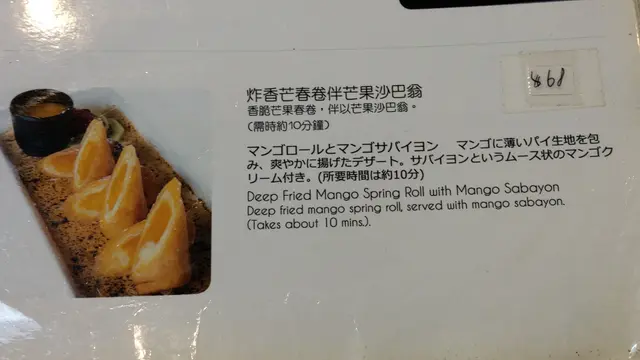 炸香芒春卷伴芒果沙巴翁
香脆芒果春卷，伴以芒果沙巴翁。
(需時約10分鐘)
$68
マンゴロールとマンゴサバイヨン　マンゴに薄いパイ生地を包
み、爽やかに揚げたデザート。サバイヨンというムース状のマンゴク
リーム付き。(所要時間は約10分)
Deep Fried Mango Spring Roll with Mango Sabayon
Deep fried mango spring roll, served with mango sabayon.
(Takes about 10 mins.).